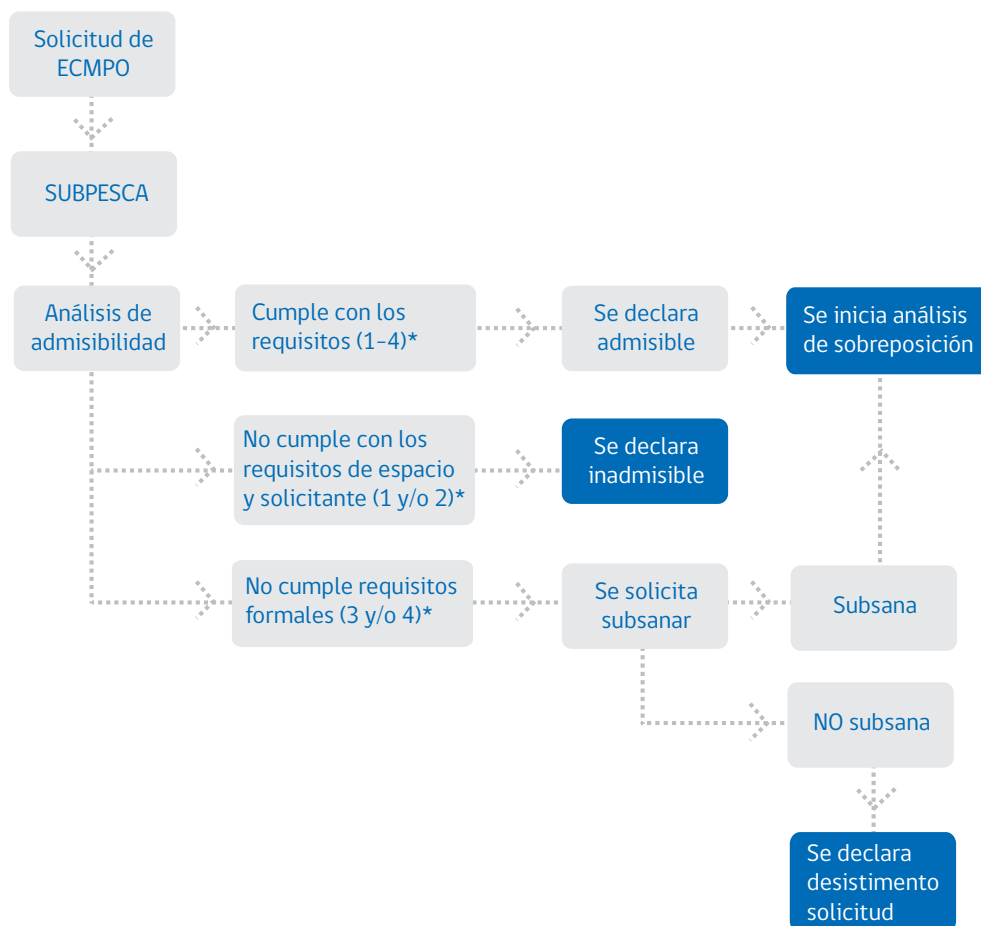 Solicitud de
ECMPO
SUBPESCA
Análisis de
admisibilidad
Cumple con los
requisitos (1-4)*
Se declara
admisible
Se inicia análisis
de sobreposición
No cumple con los
requisitos de espacio
y solicitante (1 y/o 2)*
Se declara
inadmisible
No cumple requisitos
formales (3 y/o 4)*
Se solicita
subsanar
Subsana
NO subsana
Se declara
desistimento
solicitud